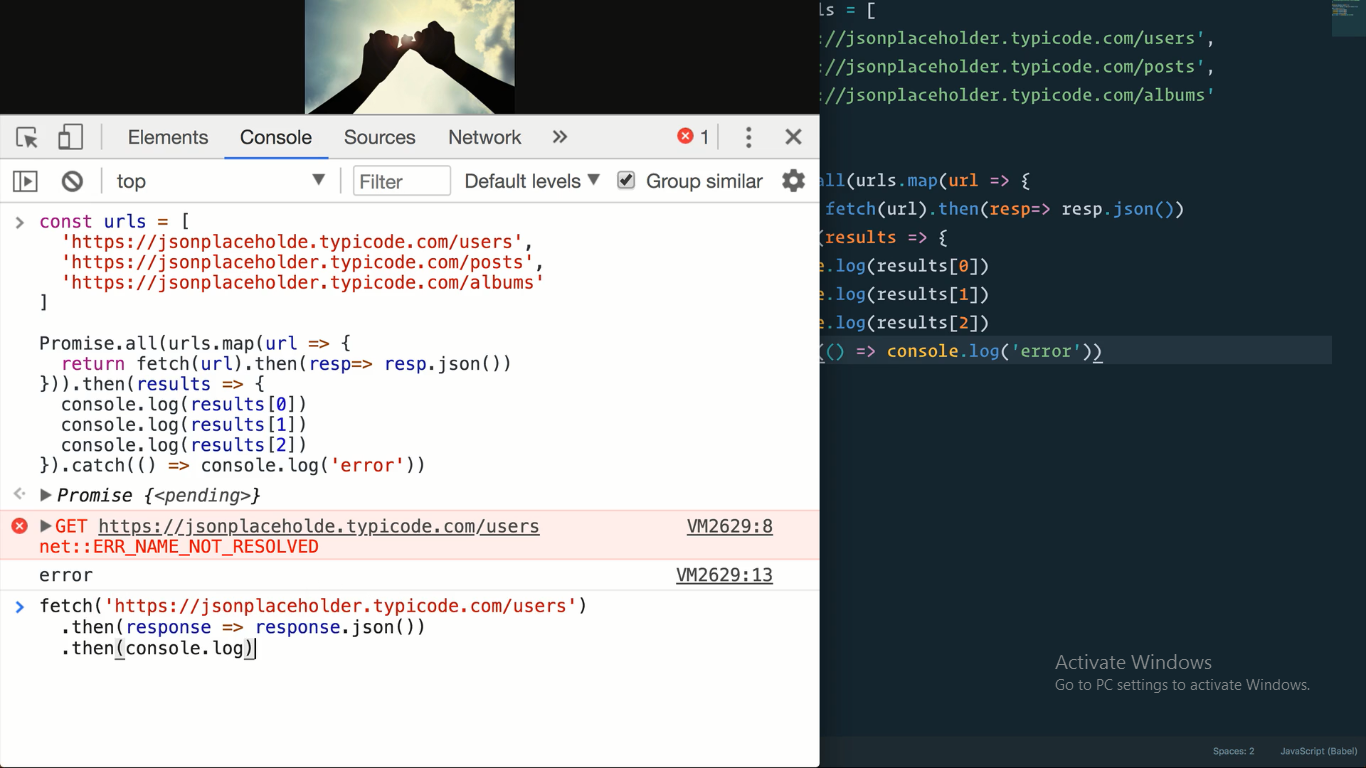 Elements Console Sources Network » 1
top Filter Default levels Group similar
const urls = [
'https://jsonplaceholde.typicode.com/users',
'https://jsonplaceholder.typicode.com/posts',
'https://jsonplaceholder.typicode.com/albums'
]
Promise.all(urls.map(url => {
return fetch(url).then(resp=> resp.json())
})).then(results => {
console.log(results[0])
console.log(results[1])
console.log(results[2])
}).catch(() => console.log('error'))
Promise {<pending>}
GET https://jsonplaceholde.typicode.com/users VM2629:8
net::ERR_NAME_NOT_RESOLVED
error VM2629:13
fetch('https://jsonplaceholder.typicode.com/users')
.then(response => response.json())
.then(console.log)
ls = [
://jsonplaceholder.typicode.com/users',
://jsonplaceholder.typicode.com/posts',
://jsonplaceholder.typicode.com/albums'
all(urls.map(url => {
fetch(url).then(resp=> resp.json())
(results => {
e.log(results[0])
e.log(results[1])
e.log(results[2])
(() => console.log('error'))
Activate Windows
Go to PC settings to activate Windows.
Spaces: 2 JavaScript (Babel)